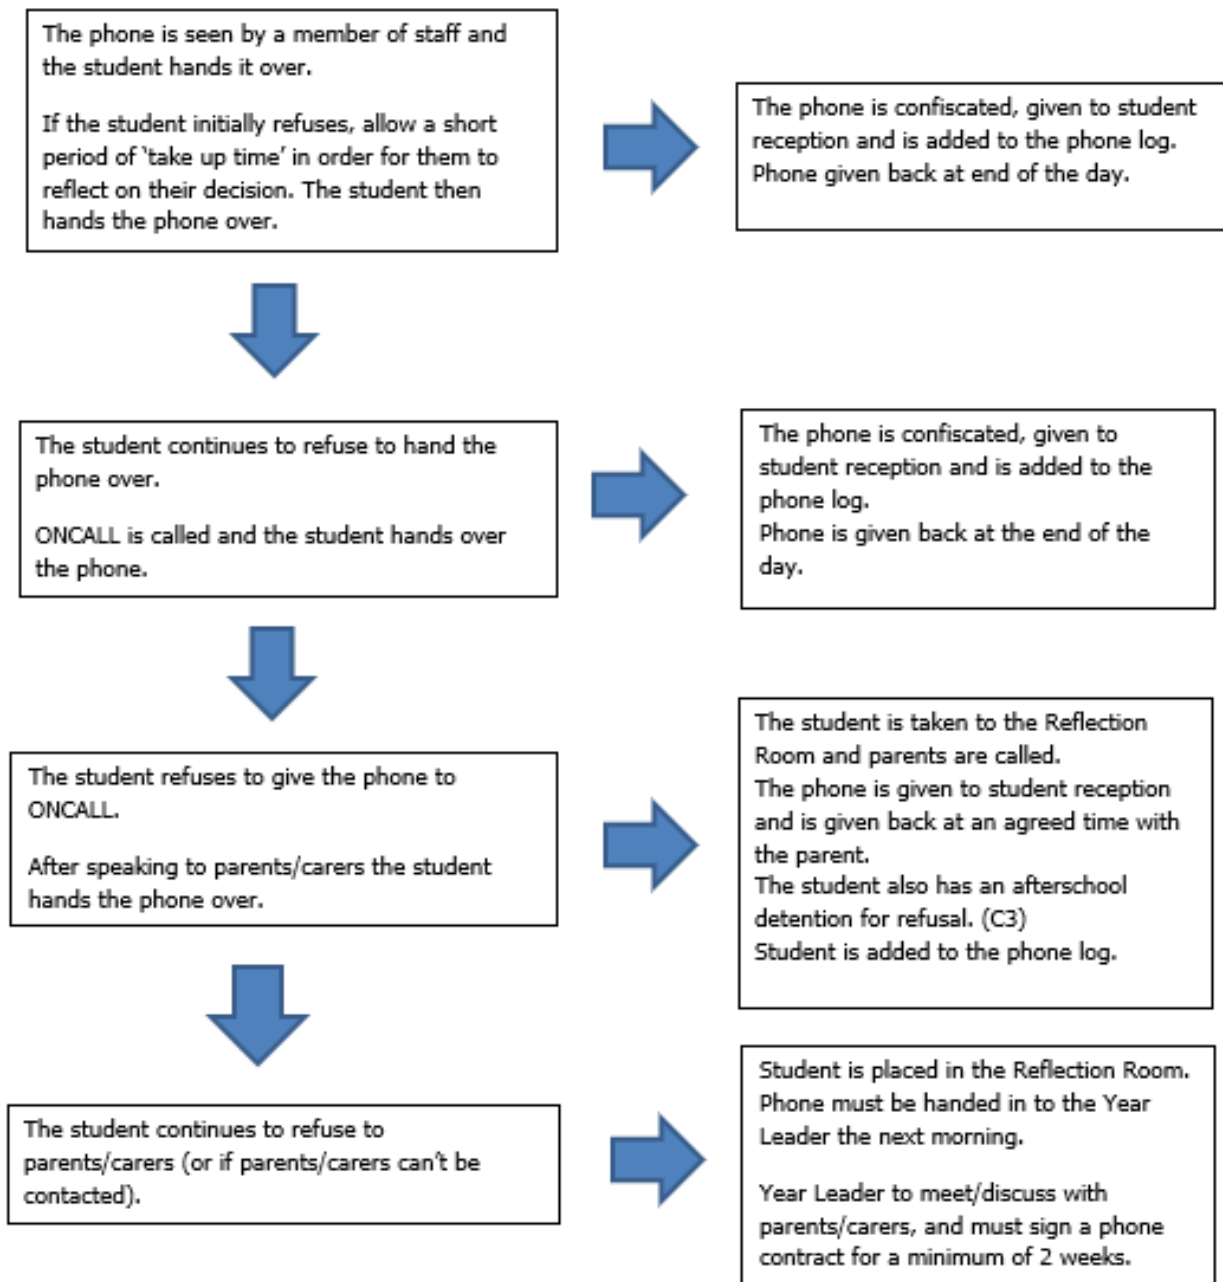 The phone is seen by a member of staff and
the student hands it over.
If the student initially refuses, allow a short
period of ‘take up time’ in order for them to
reflect on their decision. The student then
hands the phone over.
The phone is confiscated, given to student
reception and is added to the phone log.
Phone given back at end of the day.
The student continues to refuse to hand the
phone over.
ONCALL is called and the student hands over
the phone.
The phone is confiscated, given to
student reception and is added to the
phone log.
Phone is given back at the end of the
day.
The student refuses to give the phone to
ONCALL.
After speaking to parents/carers the student
hands the phone over.
The student is taken to the Reflection
Room and parents are called.
The phone is given to student reception
and is given back at an agreed time with
the parent.
The student also has an afterschool
detention for refusal. (C3)
Student is added to the phone log.
The student continues to refuse to
parents/carers (or if parents/carers can’t be
contacted).
Student is placed in the Reflection Room.
Phone must be handed in to the Year
Leader the next morning.
Year Leader to meet/discuss with
parents/carers, and must sign a phone
contract for a minimum of 2 weeks.